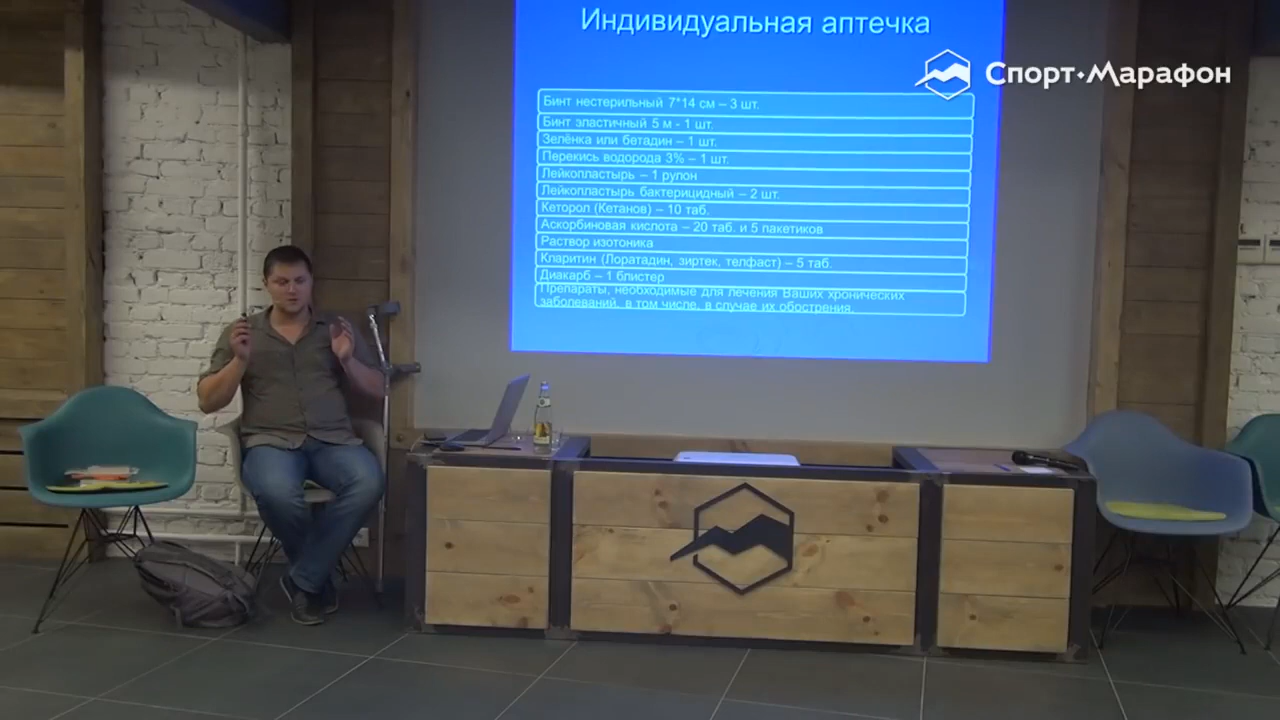 Индивидуальная аптечка
Спорт-Марафон
Бинт нестерильный 7*14 см – 3 шт.
Бинт эластичный 5 м - 1 шт.
Зелёнка или бетадин – 1 шт.
Перекись водорода 3% – 1 шт.
Лейкопластырь – 1 рулон
Лейкопластырь бактерицидный – 2 шт.
Кеторол (Кетанов) – 10 таб.
Аскорбиновая кислота – 20 таб. и 5 пакетиков
Раствор изотоника
Кларитин (Лоратадин, зиртек, телфаст) – 5 таб.
Диакарб – 1 блистер
Препараты, необходимые для лечения Ваших хронических
заболеваний, в том числе, в случае их обострения.